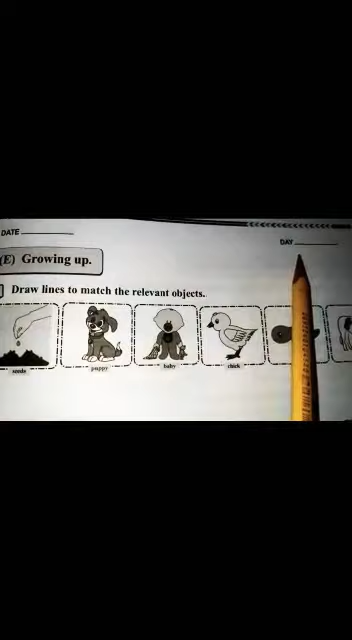 DATE
DAY
(E) Growing up.
Draw lines to match the relevant objects.
seeds
puppy
baby
chick